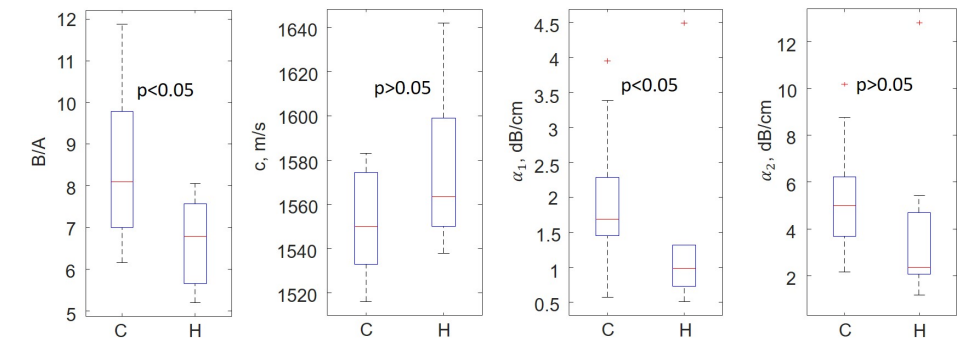 B/A
12
11
10
9
8
7
6
5
p<0.05
C H
c, m/s
1640
1620
1600
1580
1560
1540
1520
p>0.05
C H
α₁, dB/cm
4.5
4
3.5
3
2.5
2
1.5
1
0.5
p<0.05
C H
α₂, dB/cm
12
10
8
6
4
2
p>0.05
C H